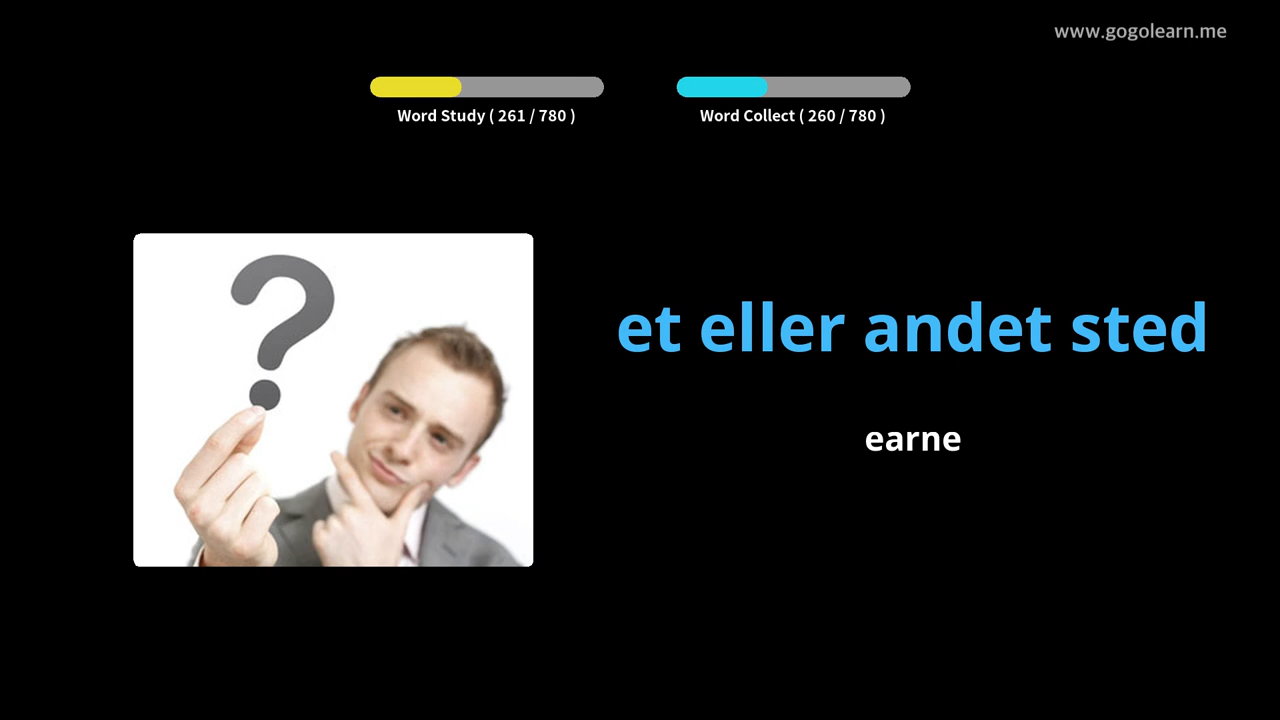 www.gogolearn.me
Word Study ( 261 / 780 )
Word Collect ( 260 / 780 )
et eller andet sted
earne